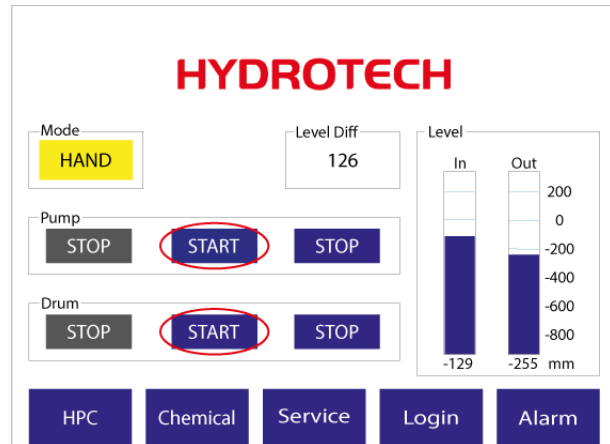 HYDROTECH
Mode
HAND
Level Diff
126
Level
In Out
200
0
-200
-400
-600
-800
-129 -255 mm
Pump
STOP START STOP
Drum
STOP START STOP
HPC Chemical Service Login Alarm